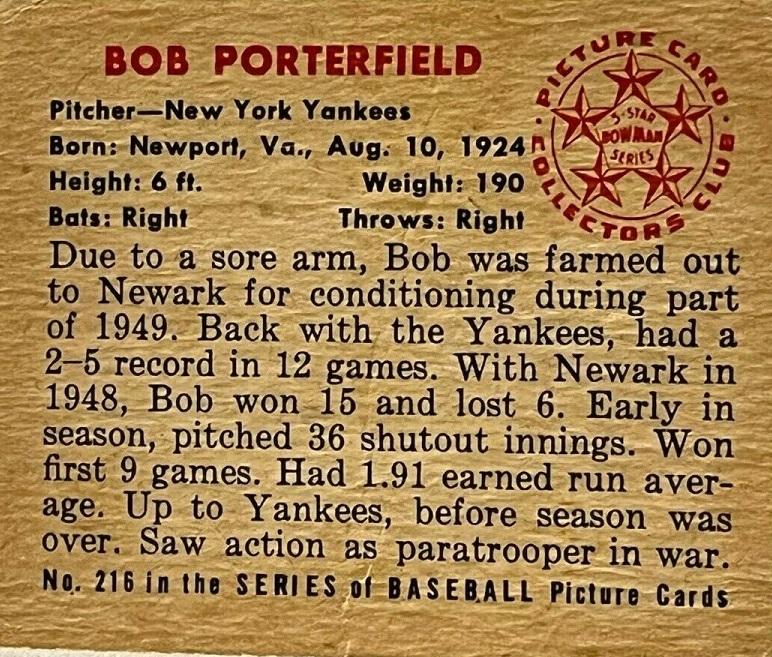 BOB PORTERFIELD
Pitcher—New York Yankees
Born: Newport, Va., Aug. 10, 1924
Height: 6 ft. Weight: 190
Bats: Right Throws: Right
PICTURE CARD
COLLECTORS CLUB
5-STAR
BOWMAN
SERIES
Due to a sore arm, Bob was farmed out
to Newark for conditioning during part
of 1949. Back with the Yankees, had a
2–5 record in 12 games. With Newark in
1948, Bob won 15 and lost 6. Early in
season, pitched 36 shutout innings. Won
first 9 games. Had 1.91 earned run aver-
age. Up to Yankees, before season was
over. Saw action as paratrooper in war.
No. 216 in the SERIES of BASEBALL Picture Cards